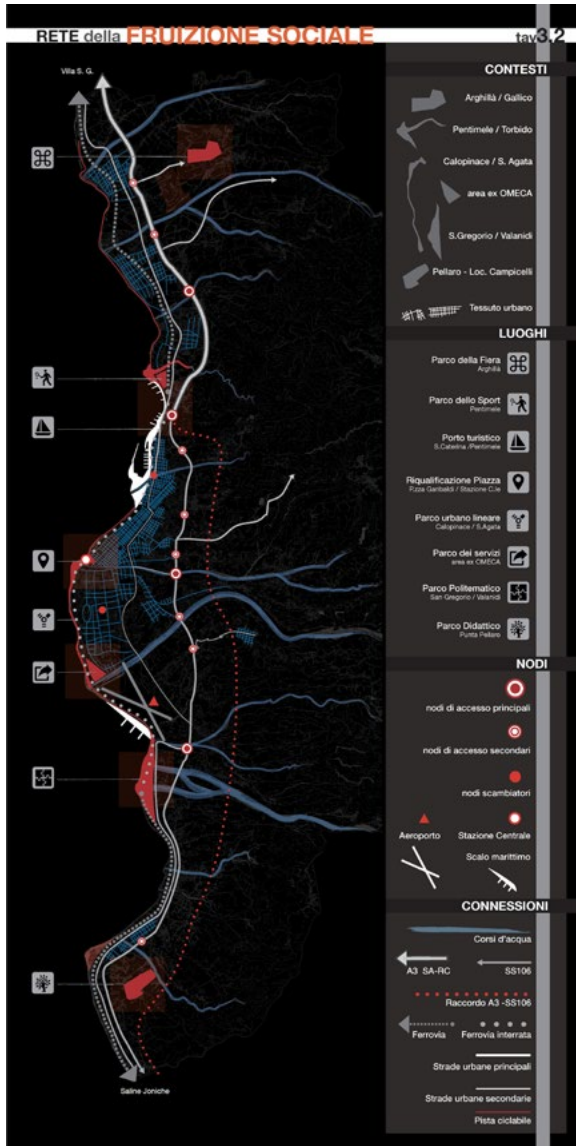 RETE della FRUIZIONE SOCIALE
tav3.2
Villa S. G.
Saline Joniche
CONTESTI
Arghillà / Gallico
Pentimele / Torbido
Calopinace / S. Agata
area ex OMECA
S.Gregorio / Valanidi
Pellaro - Loc. Campicelli
Tessuto urbano
LUOGHI
Parco della Fiera
Arghillà
Parco dello Sport
Pentimele
Porto turistico
S.Caterina /Pentimele
Riqualificazione Piazza
P.zza Garibaldi / Stazione C.le
Parco urbano lineare
Calopinace / S.Agata
Parco dei servizi
area ex OMECA
Parco Politematico
San Gregorio / Valanidi
Parco Didattico
Punta Pellaro
NODI
nodi di accesso principali
nodi di accesso secondari
nodi scambiatori
Aeroporto
Stazione Centrale
Scalo marittimo
CONNESSIONI
Corsi d'acqua
A3 SA-RC
SS106
Raccordo A3 -SS106
Ferrovia
Ferrovia interrata
Strade urbane principali
Strade urbane secondarie
Pista ciclabile